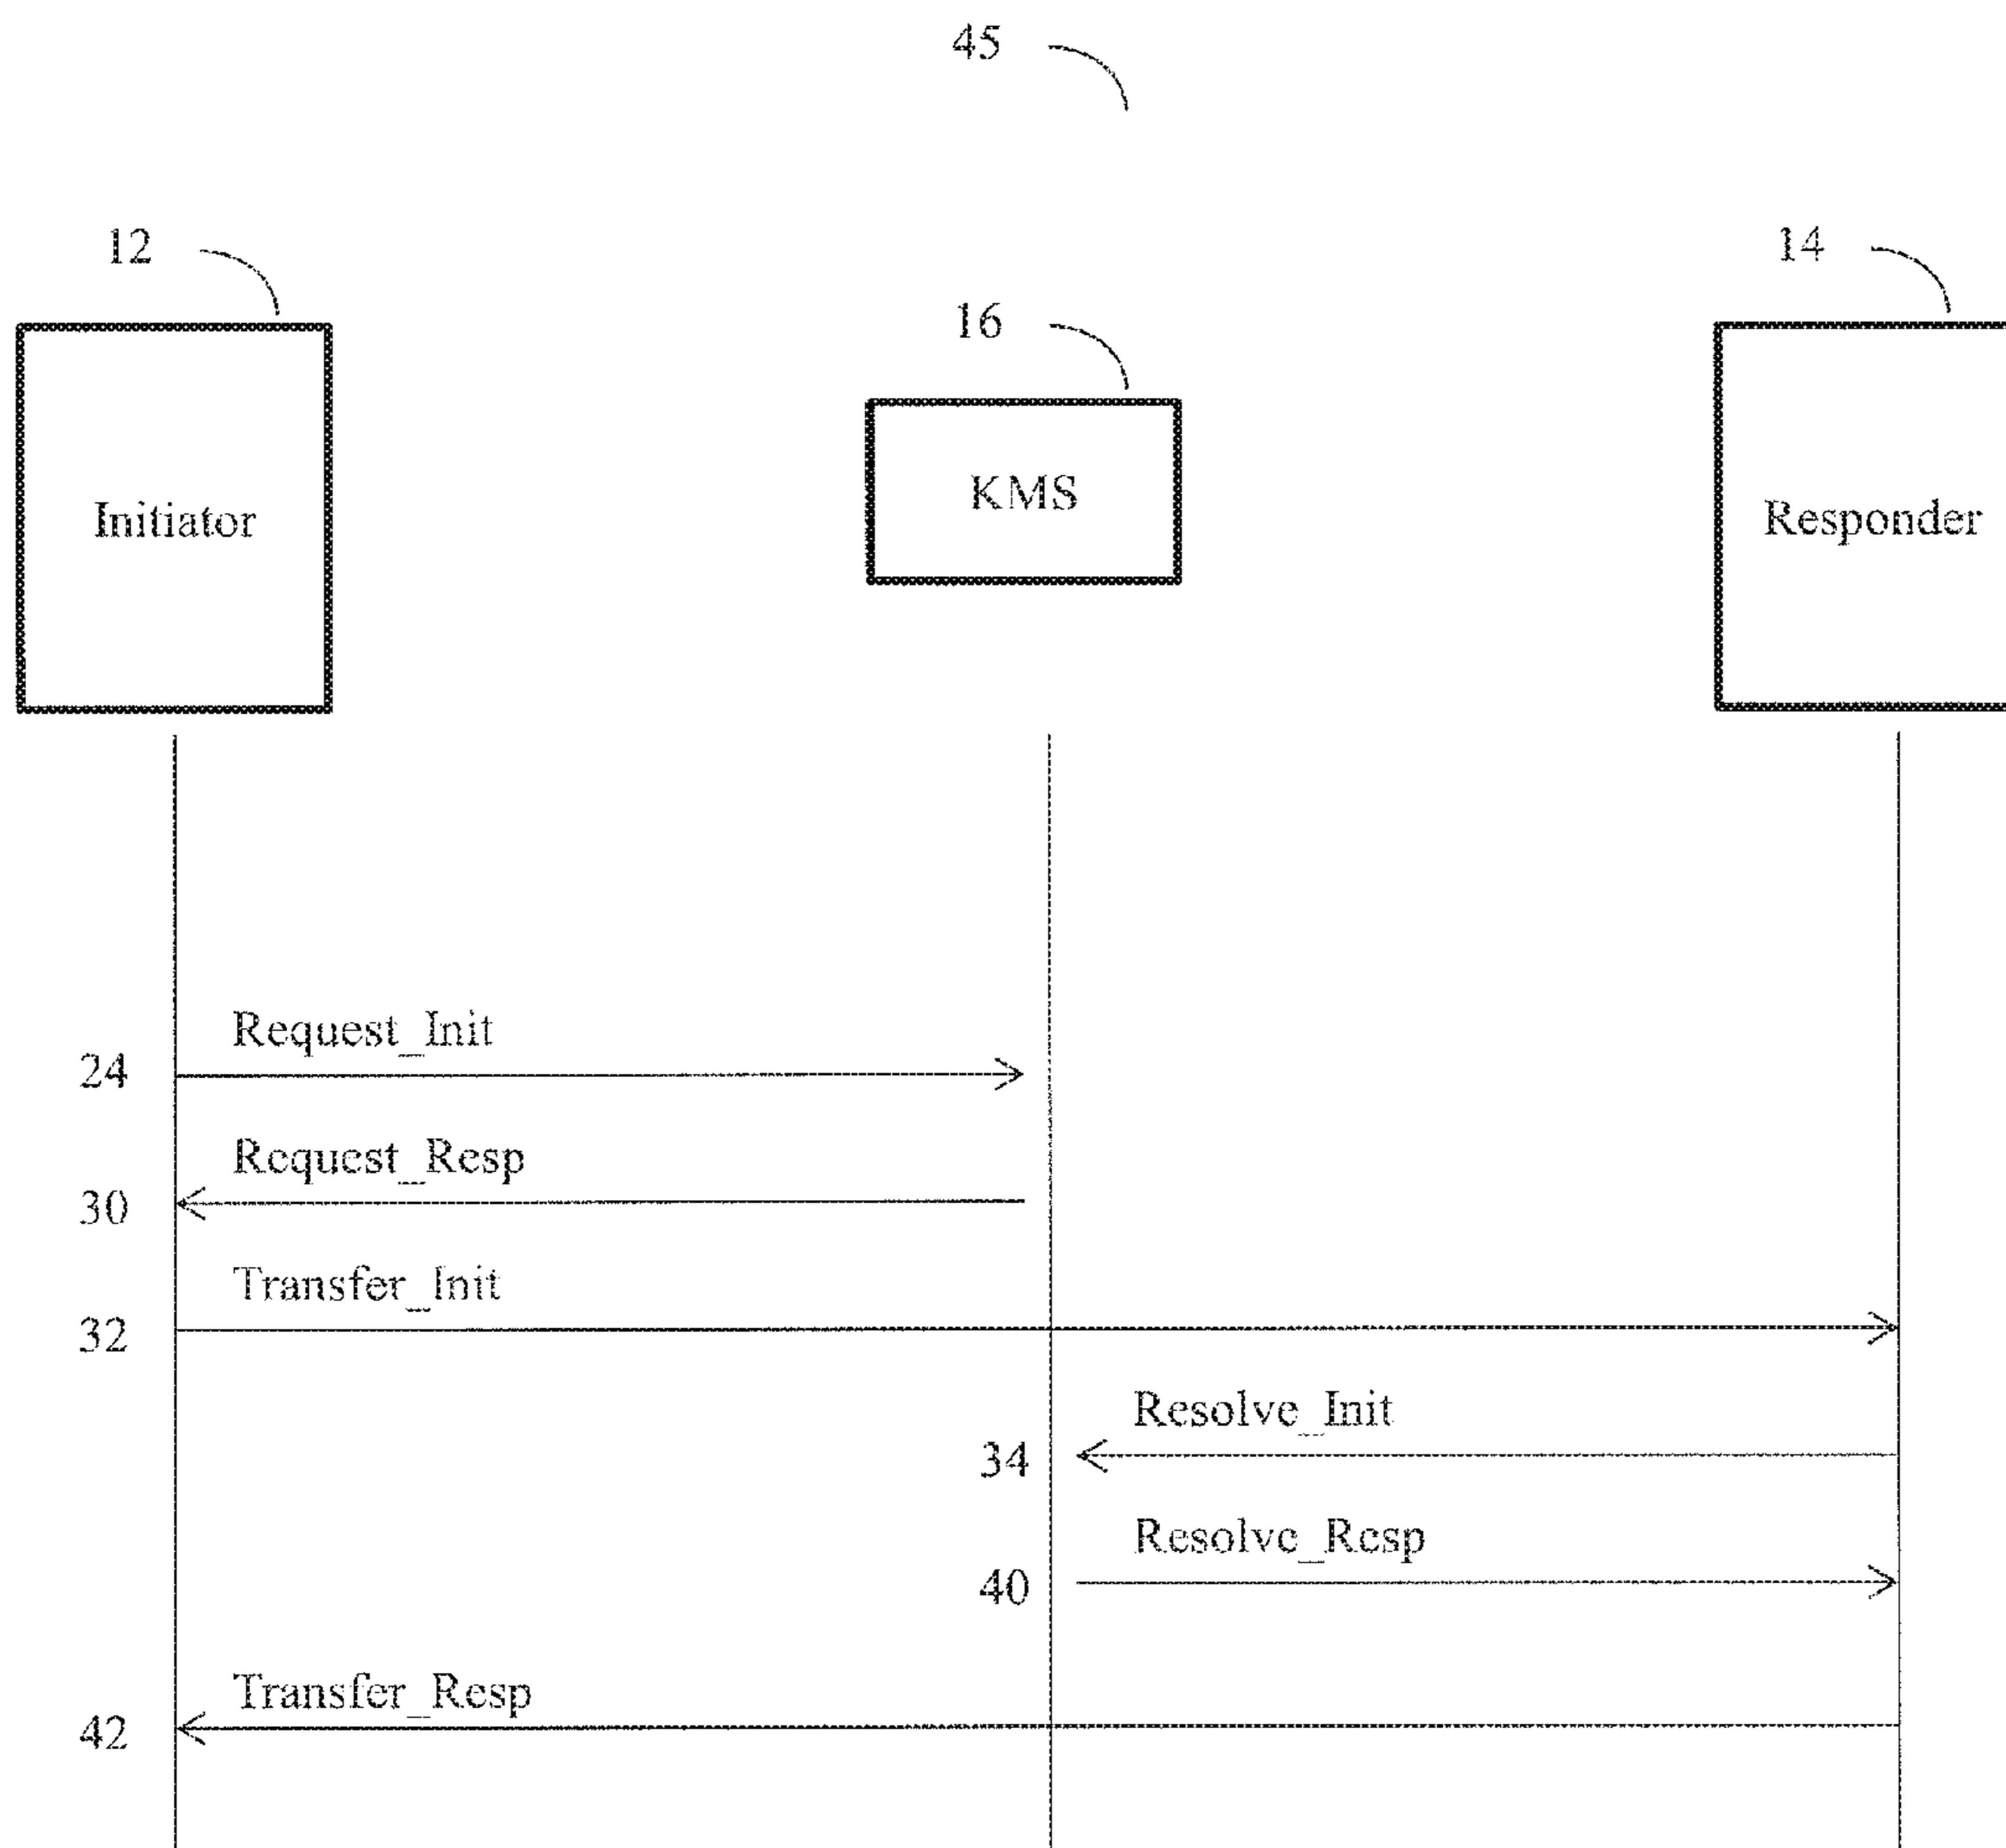 45
12
14
16
Initiator
KMS
Responder
Request_Init
24
Request_Resp
30
Transfer_Init
32
Resolve_Init
34
Resolve_Resp
40
Transfer_Resp
42